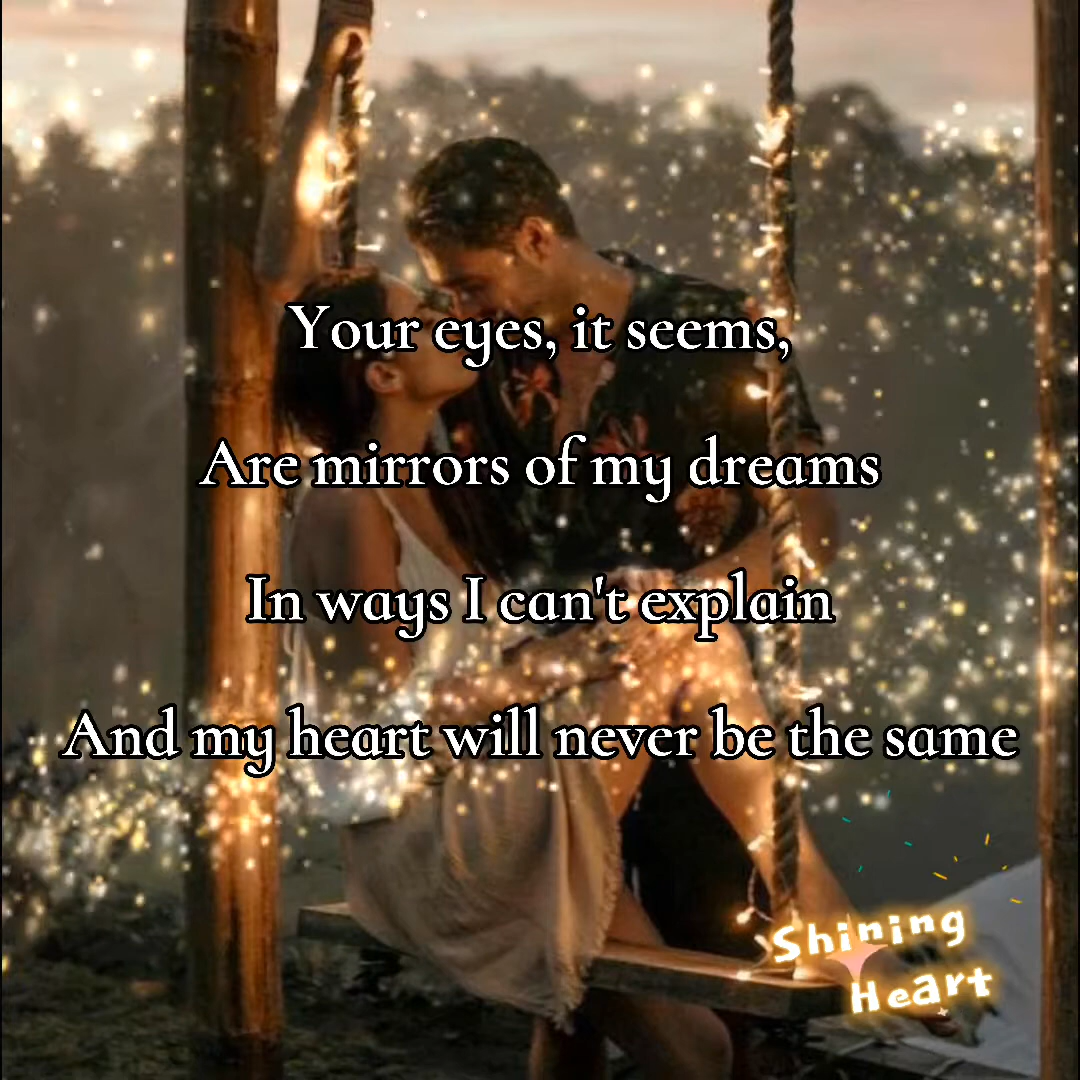 Your eyes, it seems,
Are mirrors of my dreams
In ways I can't explain
And my heart will never be the same
Shining
Heart